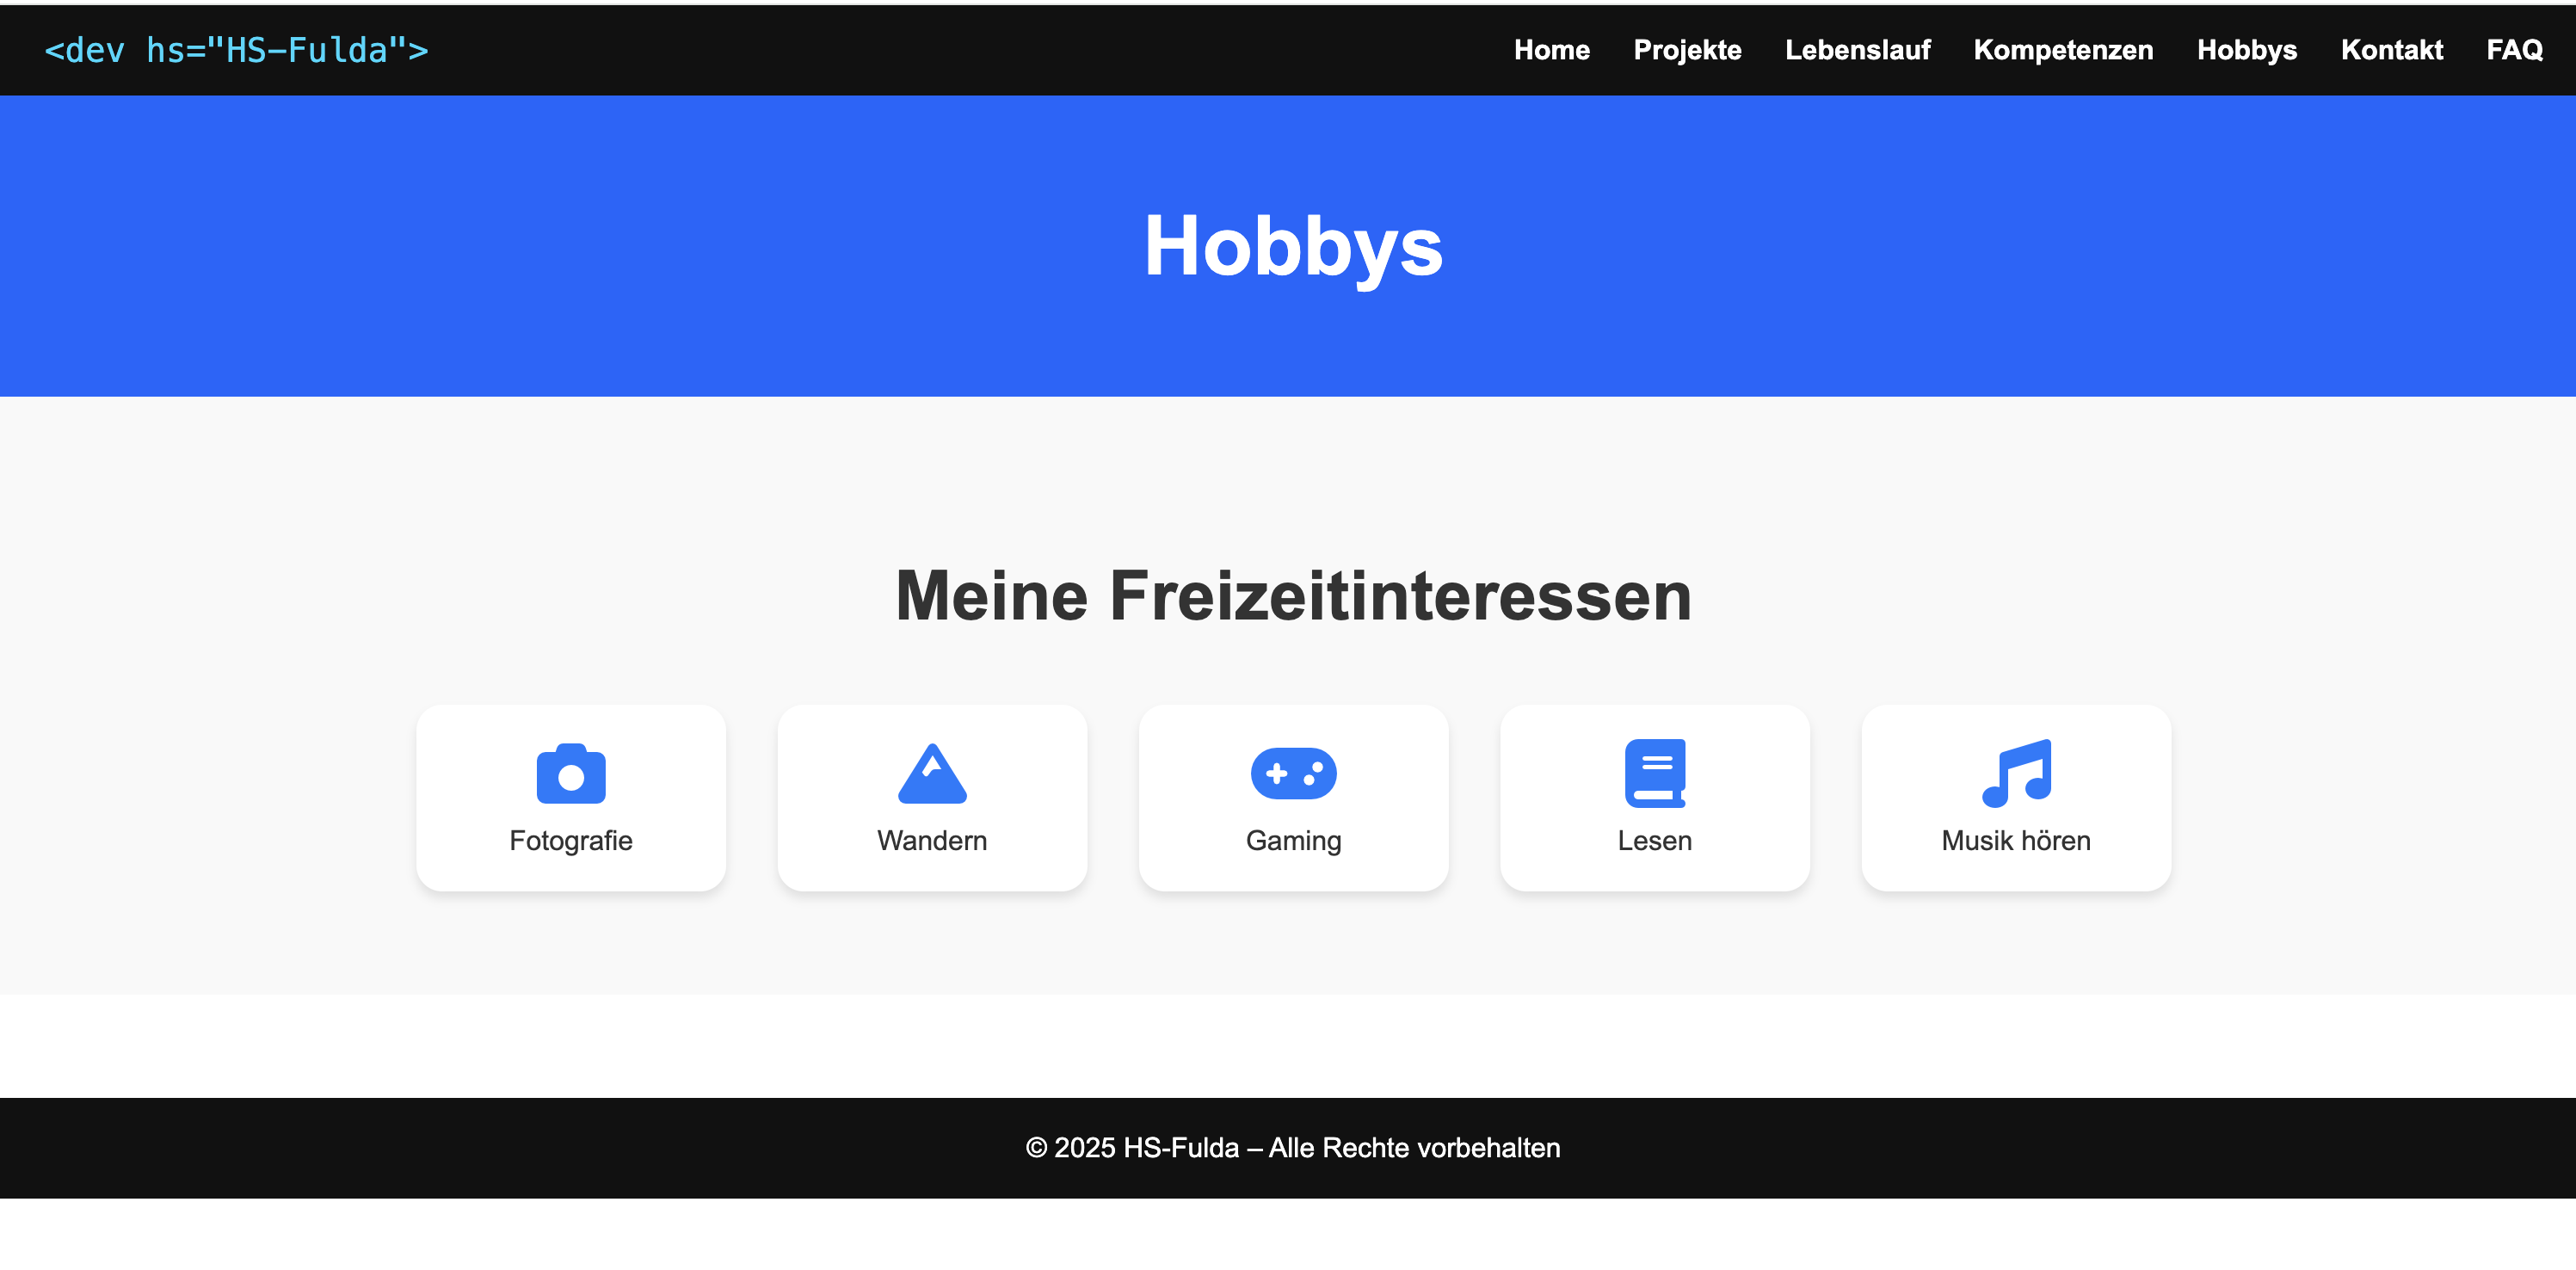 <dev hs="HS-Fulda">
Home Projekte Lebenslauf Kompetenzen Hobbys Kontakt FAQ
Hobbys
Meine Freizeitinteressen
Fotografie Wandern Gaming Lesen Musik hören
© 2025 HS-Fulda – Alle Rechte vorbehalten